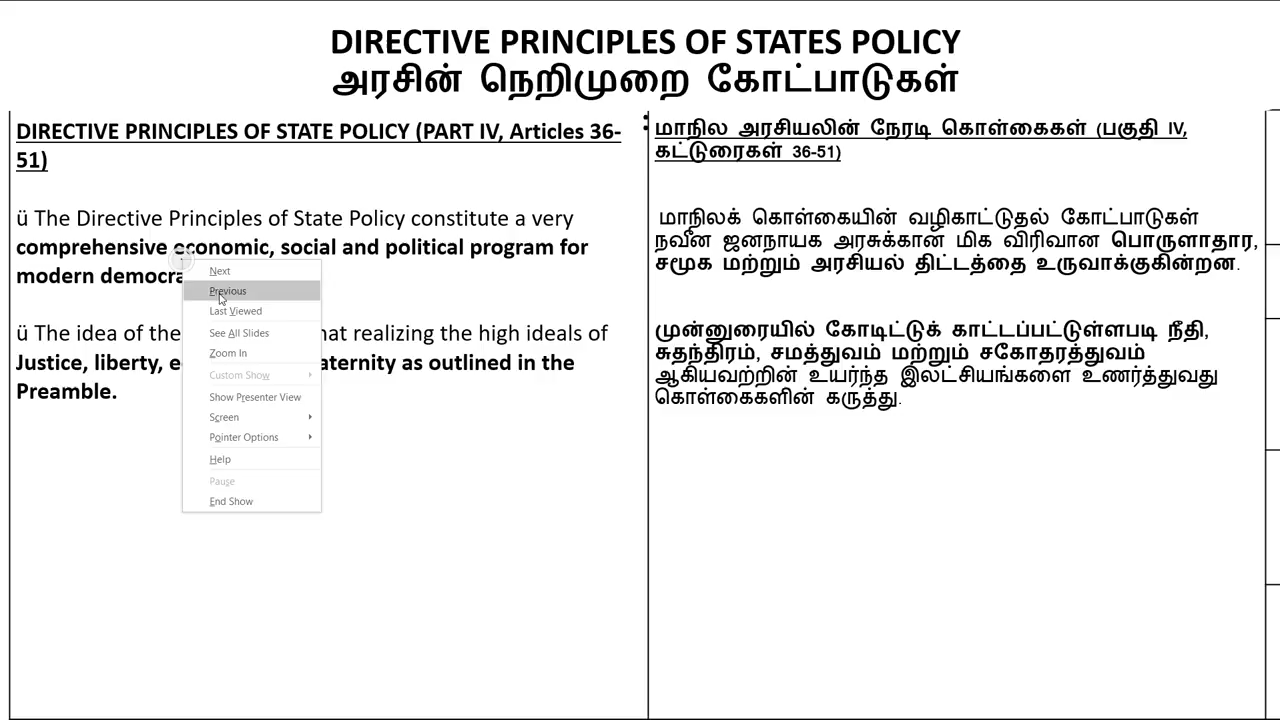 DIRECTIVE PRINCIPLES OF STATES POLICY
அரசின் நெறிமுறை கோட்பாடுகள்
DIRECTIVE PRINCIPLES OF STATE POLICY (PART IV, Articles 36-
51)
ü The Directive Principles of State Policy constitute a very
comprehensive economic, social and political program for
modern democra
ü The idea of the hat realizing the high ideals of
Justice, liberty, e aternity as outlined in the
Preamble.
Next
Previous
Last Viewed
See All Slides
Zoom In
Custom Show
Show Presenter View
Screen
Pointer Options
Help
Pause
End Show
மாநில அரசியலின் நேரடி கொள்கைகள் (பகுதி IV,
கட்டுரைகள் 36-51)
மாநிலக் கொள்கையின் வழிகாட்டுதல் கோட்பாடுகள்
நவீன ஜனநாயக அரசுக்கான மிக விரிவான பொருளாதார,
சமூக மற்றும் அரசியல் திட்டத்தை உருவாக்குகின்றன.
முன்னுரையில் கோடிட்டுக் காட்டப்பட்டுள்ளபடி நீதி,
சுதந்திரம், சமத்துவம் மற்றும் சகோதரத்துவம்
ஆகியவற்றின் உயர்ந்த இலட்சியங்களை உணர்த்துவது
கொள்கைகளின் கருத்து.